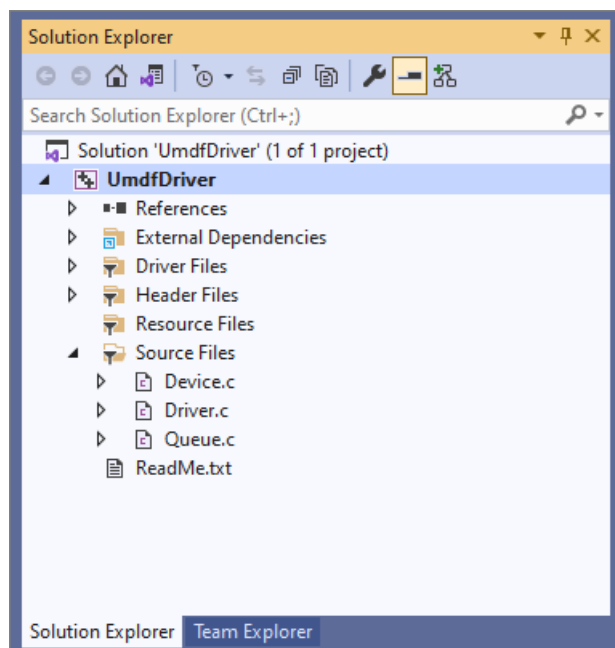 Solution Explorer
Search Solution Explorer (Ctrl+;)
Solution 'UmdfDriver' (1 of 1 project)
UmdfDriver
References
External Dependencies
Driver Files
Header Files
Resource Files
Source Files
Device.c
Driver.c
Queue.c
ReadMe.txt
Solution Explorer Team Explorer